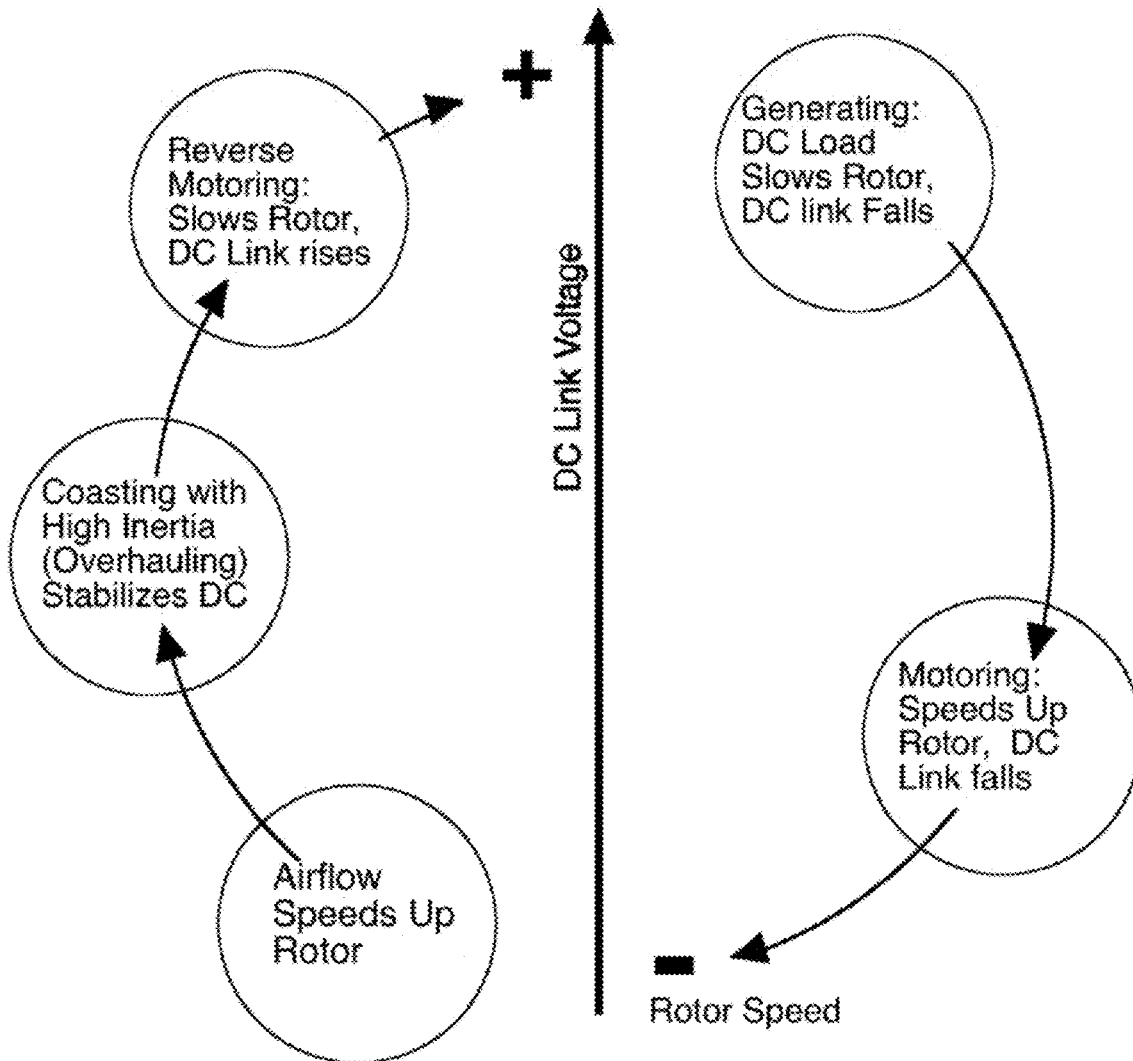 +
Reverse
Motoring:
Slows Rotor,
DC Link rises
Coasting with
High Inertia
(Overhauling)
Stabilizes DC
Airflow
Speeds Up
Rotor
DC Link Voltage
Generating:
DC Load
Slows Rotor,
DC link Falls
Motoring:
Speeds Up
Rotor, DC
Link falls
-
Rotor Speed